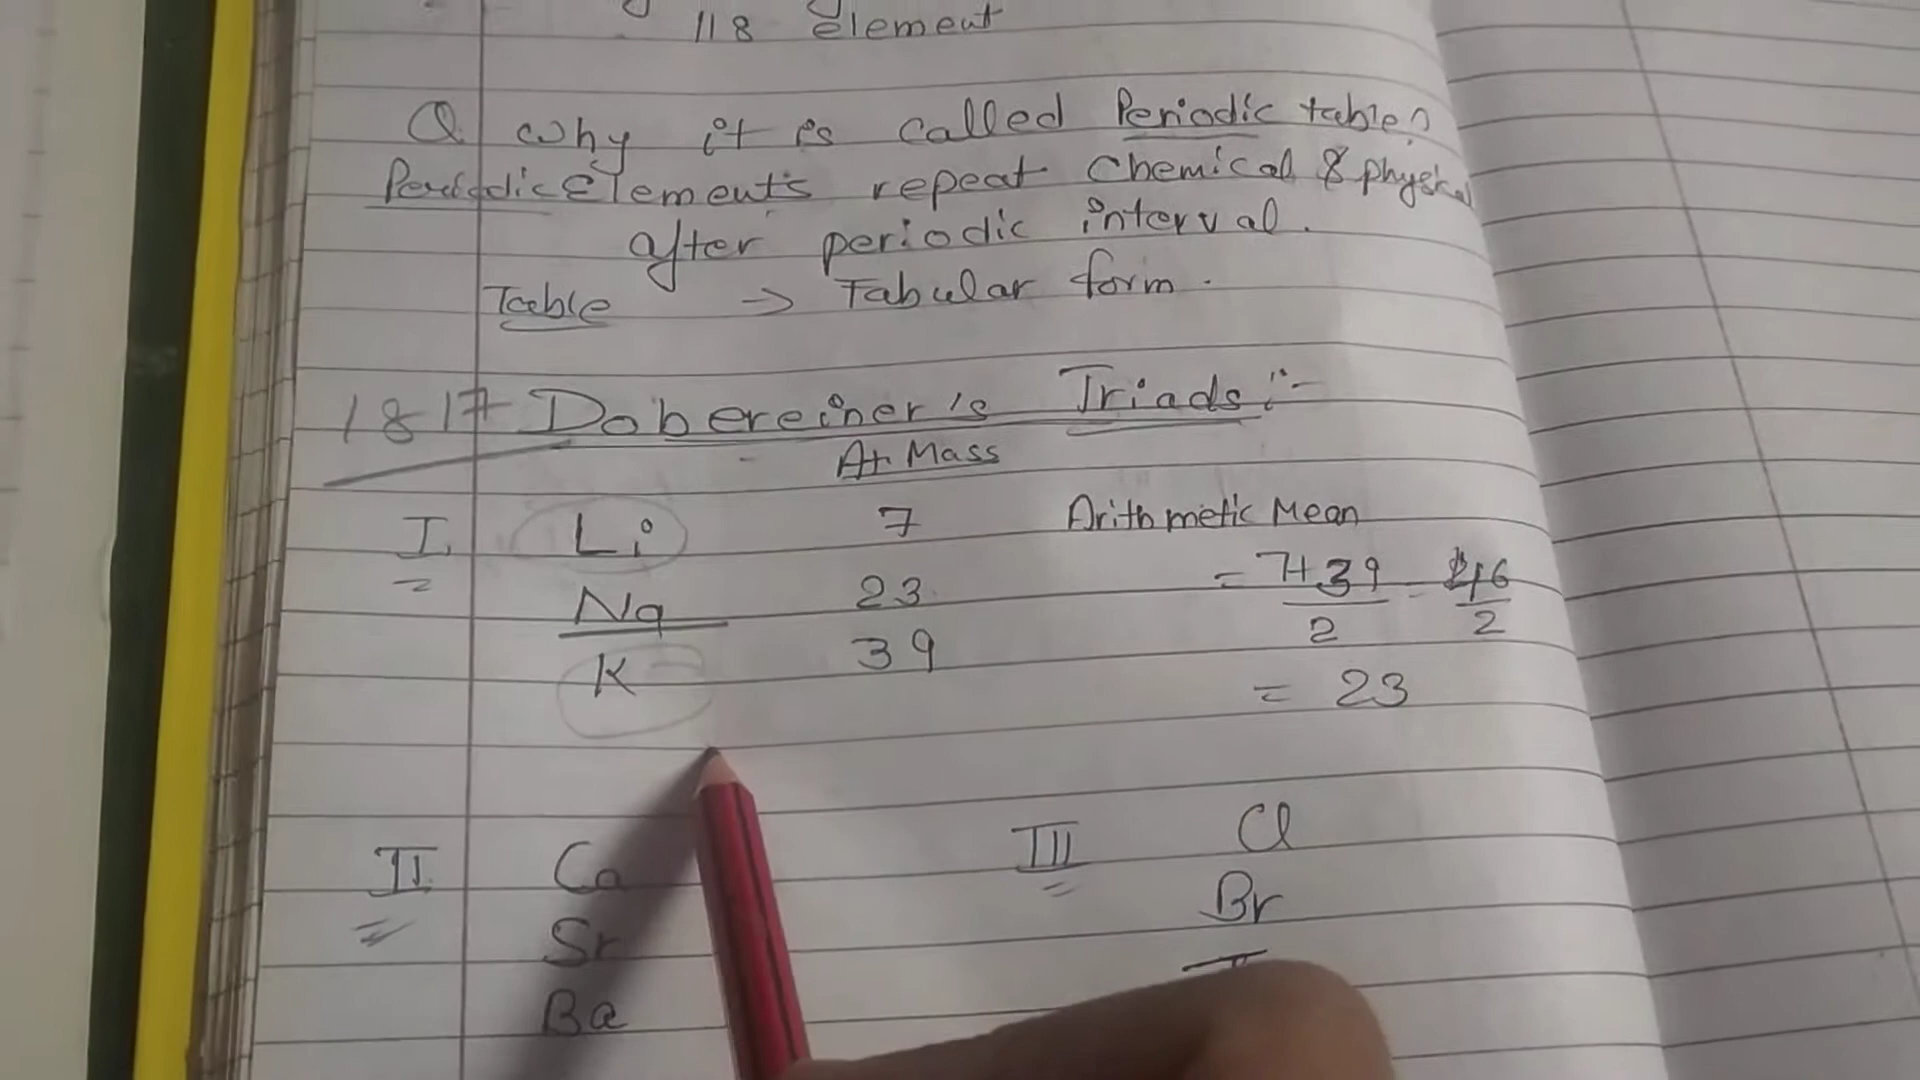 118 element
Q Why it is called Periodic table?
Periodic Elements repeat Chemical & physical
after periodic interval.
Table → Tabular form.
1817 Dobereiner's Triads :-
At Mass
I. Li 7 Arithmetic Mean
Na 23 = 7+39/2 = 46/2
K 39 = 23
II. Ca III Cl
Sr Br
Ba I